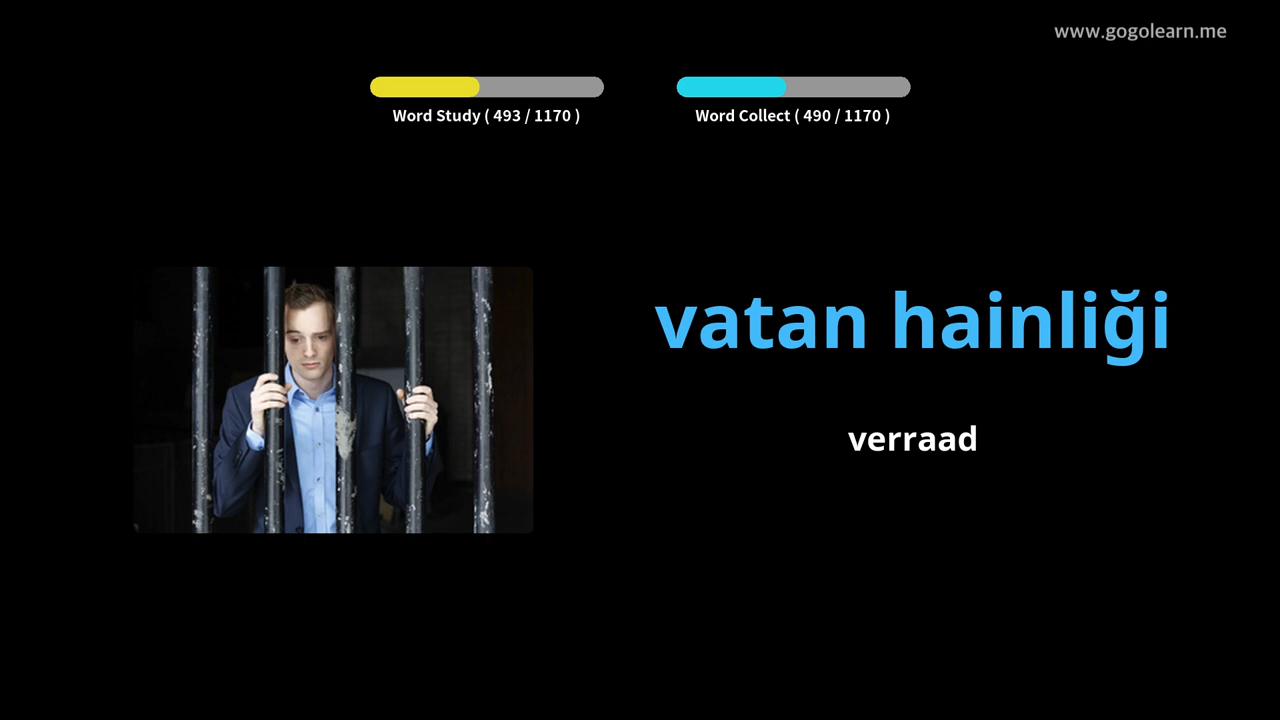 www.gogolearn.me
Word Study ( 493 / 1170 )
Word Collect ( 490 / 1170 )
vatan hainliği
verraad